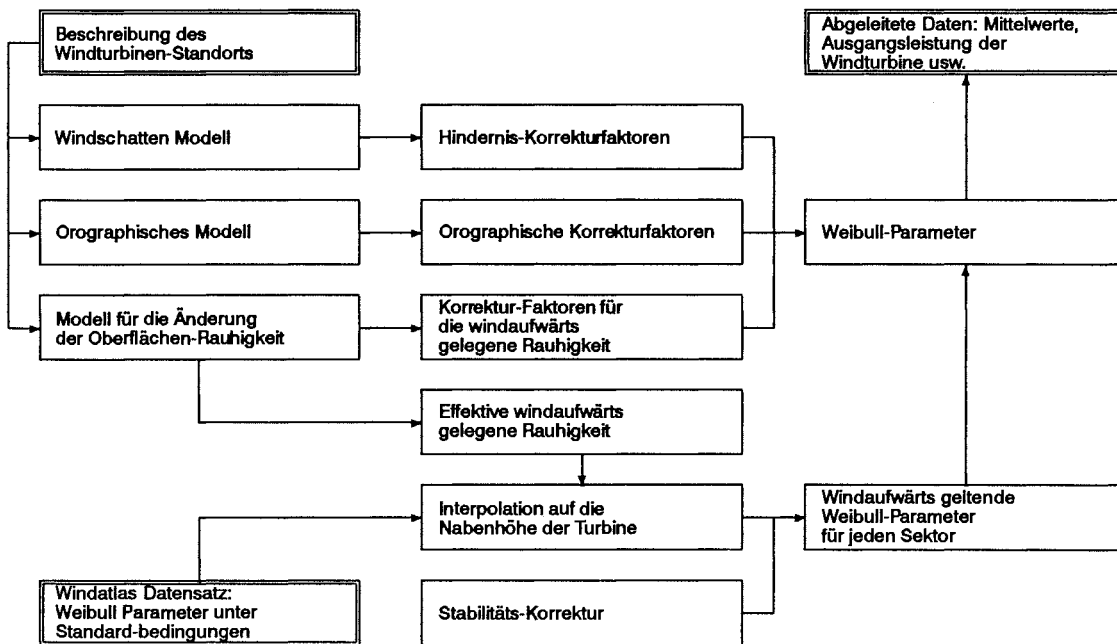 Beschreibung des
Windturbinen-Standorts
Abgeleitete Daten: Mittelwerte,
Ausgangsleistung der
Windturbine usw.
Windschatten Modell
Hindernis-Korrekturfaktoren
Orographisches Modell
Orographische Korrekturfaktoren
Weibull-Parameter
Modell für die Änderung
der Oberflächen-Rauhigkeit
Korrektur-Faktoren für
die windaufwärts
gelegene Rauhigkeit
Effektive windaufwärts
gelegene Rauhigkeit
Interpolation auf die
Nabenhöhe der Turbine
Windaufwärts geltende
Weibull-Parameter
für jeden Sektor
Windatlas Datensatz:
Weibull Parameter unter
Standard-bedingungen
Stabilitäts-Korrektur